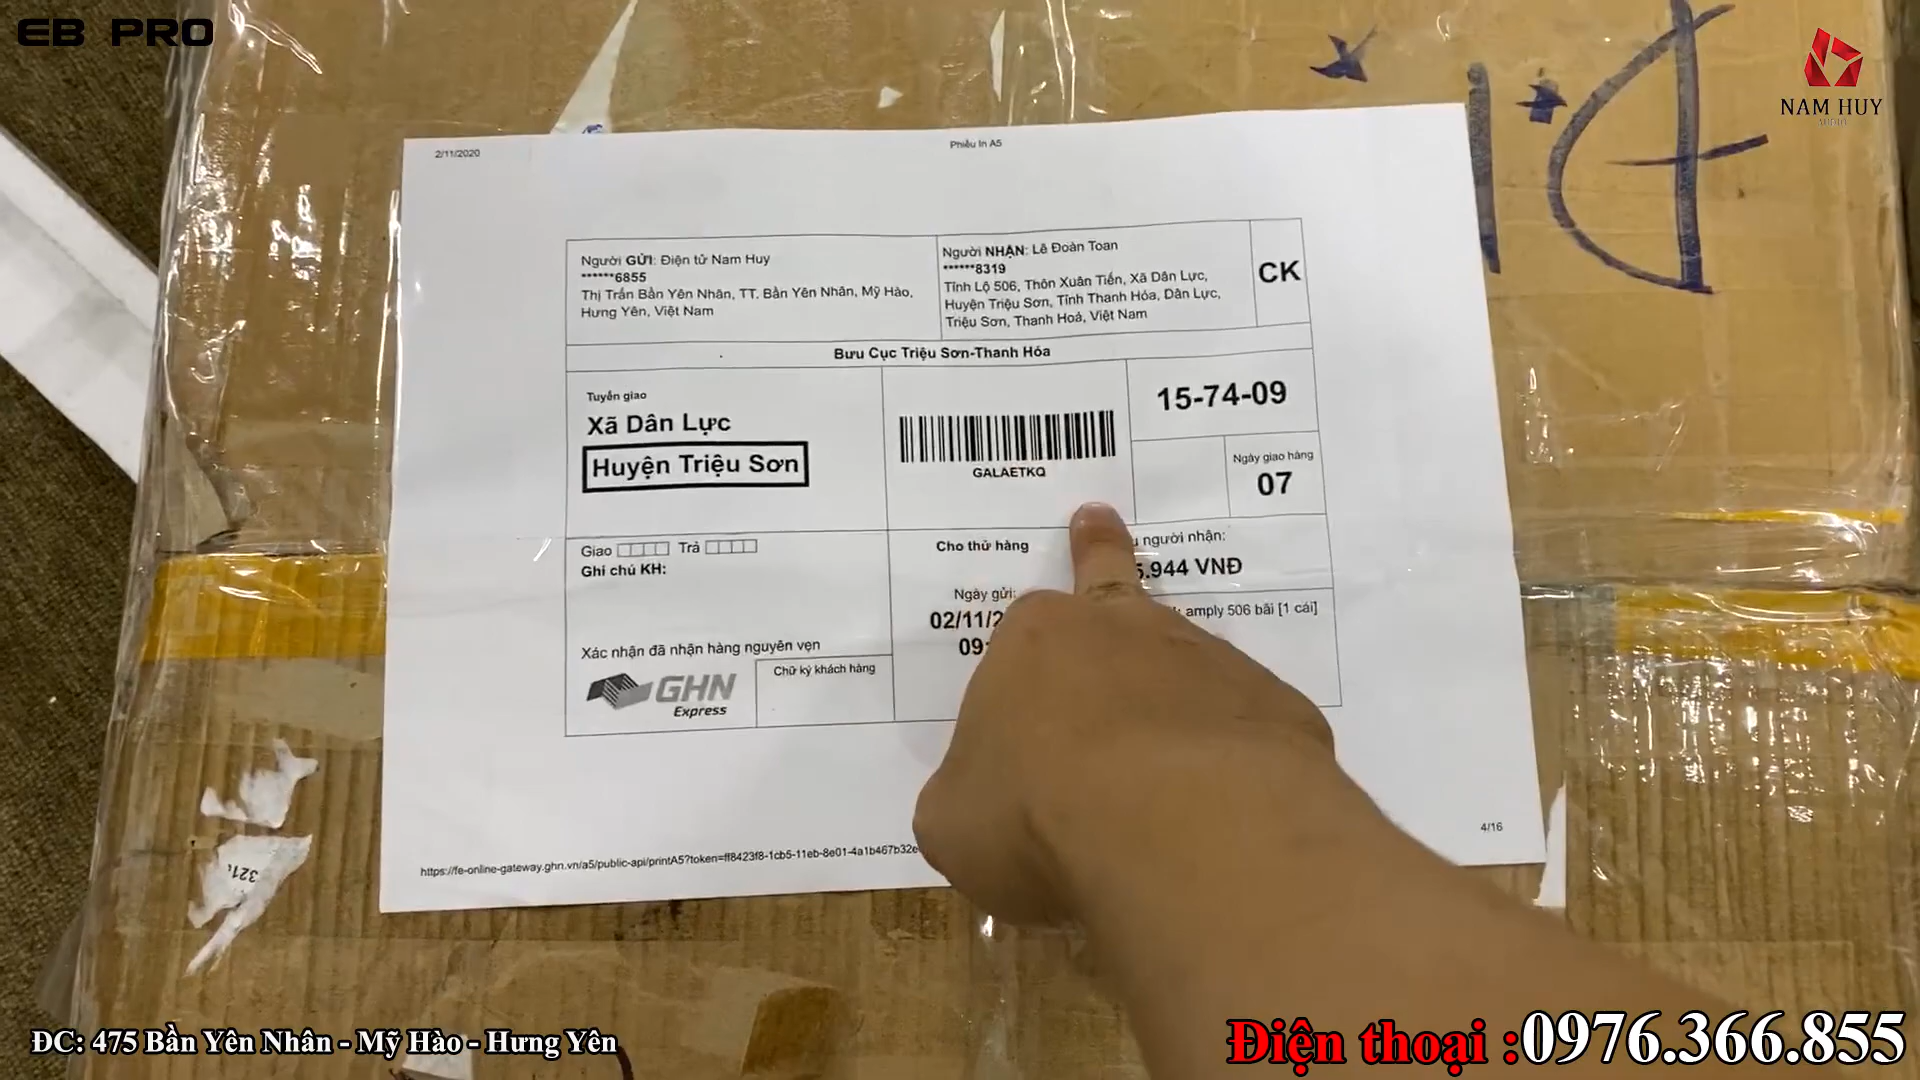 EB PRO
NAM HUY
AUDIO
2/11/2020
Phiếu In A5
Người GỬI: Điện tử Nam Huy
******6855
Thị Trấn Bần Yên Nhân, TT. Bần Yên Nhân, Mỹ Hào,
Hưng Yên, Việt Nam
Người NHẬN: Lê Đoàn Toan
******8319
Tỉnh Lộ 506, Thôn Xuân Tiến, Xã Dân Lực,
Huyện Triệu Sơn, Tỉnh Thanh Hóa, Dân Lực,
Triệu Sơn, Thanh Hoá, Việt Nam
CK
Bưu Cục Triệu Sơn-Thanh Hóa
Tuyến giao
Xã Dân Lực
Huyện Triệu Sơn
GALAETKQ
15-74-09
Ngày giao hàng
07
Giao
Trả
Ghi chú KH:
Xác nhận đã nhận hàng nguyên vẹn
GHN
Express
Chữ ký khách hàng
Cho thử hàng
Ngày gửi:
02/11/2
09:
người nhận:
5.944 VNĐ
amply 506 bãi [1 cái]
4/16
https://fe-online-gateway.ghn.vn/a5/public-api/printA5?token=ff8423f8-1cb5-11eb-8e01-4a1b467b32e
321
ĐC: 475 Bần Yên Nhân - Mỹ Hào - Hưng Yên
Điện thoại :0976.366.855